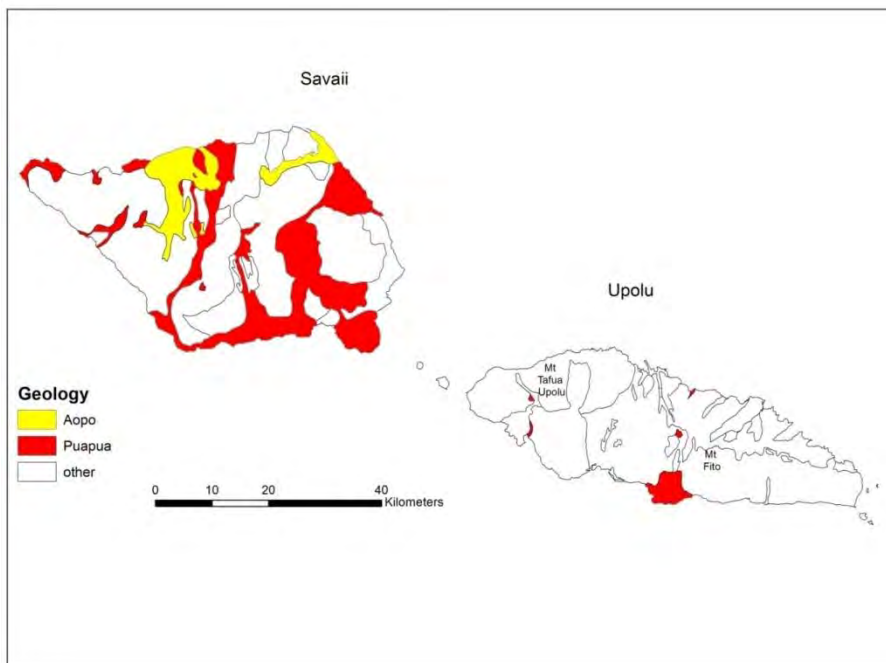 Savaii
Upolu
Mt
Tafua
Upolu
Mt
Fito
Geology
Aopo
Puapua
other
0 10 20 40
Kilometers